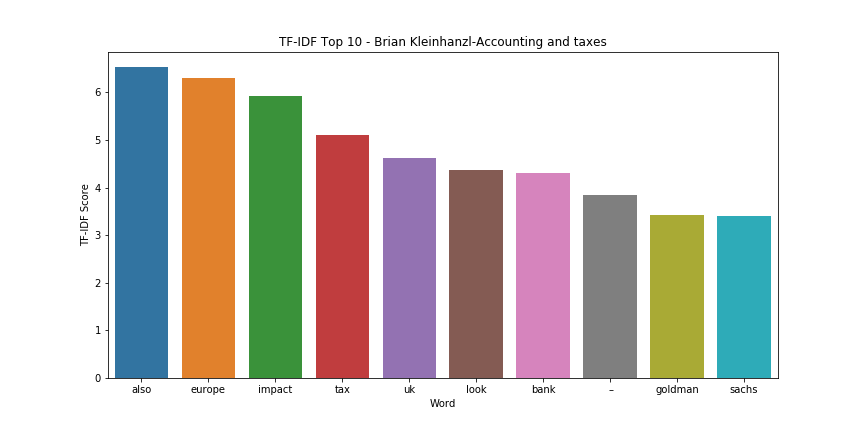 TF-IDF Top 10 - Brian Kleinhanzl-Accounting and taxes
TF-IDF Score
6
5
4
3
2
1
0
also europe impact tax uk look bank – goldman sachs
Word